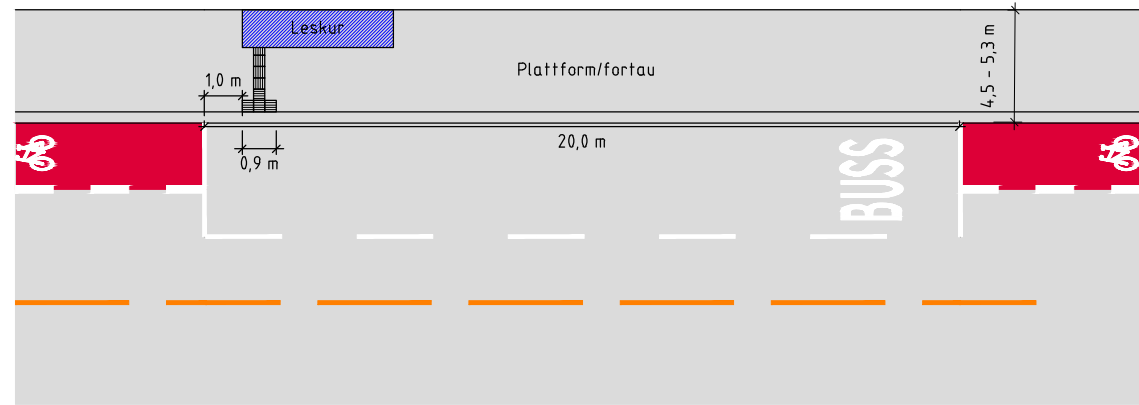 Leskur
4,5 - 5,3 m
Plattform/fortau
1,0 m
20,0 m
0,9 m
BUSS